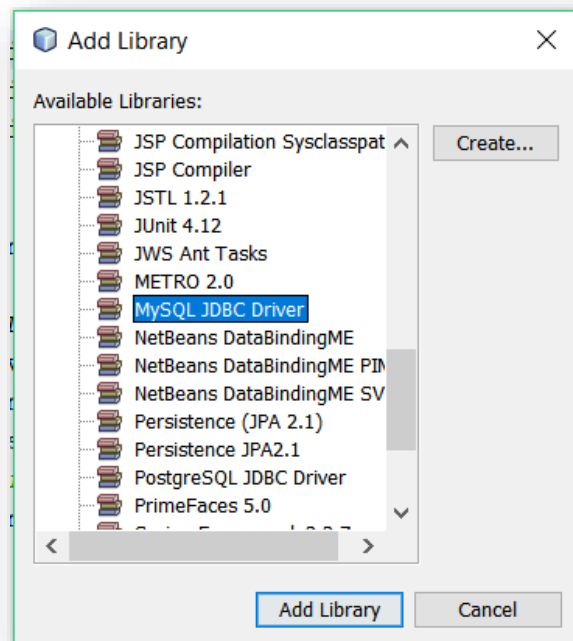 Add Library
Available Libraries:
JSP Compilation Sysclasspat
Create...
JSP Compiler
JSTL 1.2.1
JUnit 4.12
JWS Ant Tasks
METRO 2.0
MySQL JDBC Driver
NetBeans DataBindingME
NetBeans DataBindingME PIN
NetBeans DataBindingME SV
Persistence (JPA 2.1)
Persistence JPA2.1
PostgreSQL JDBC Driver
PrimeFaces 5.0
Add Library
Cancel